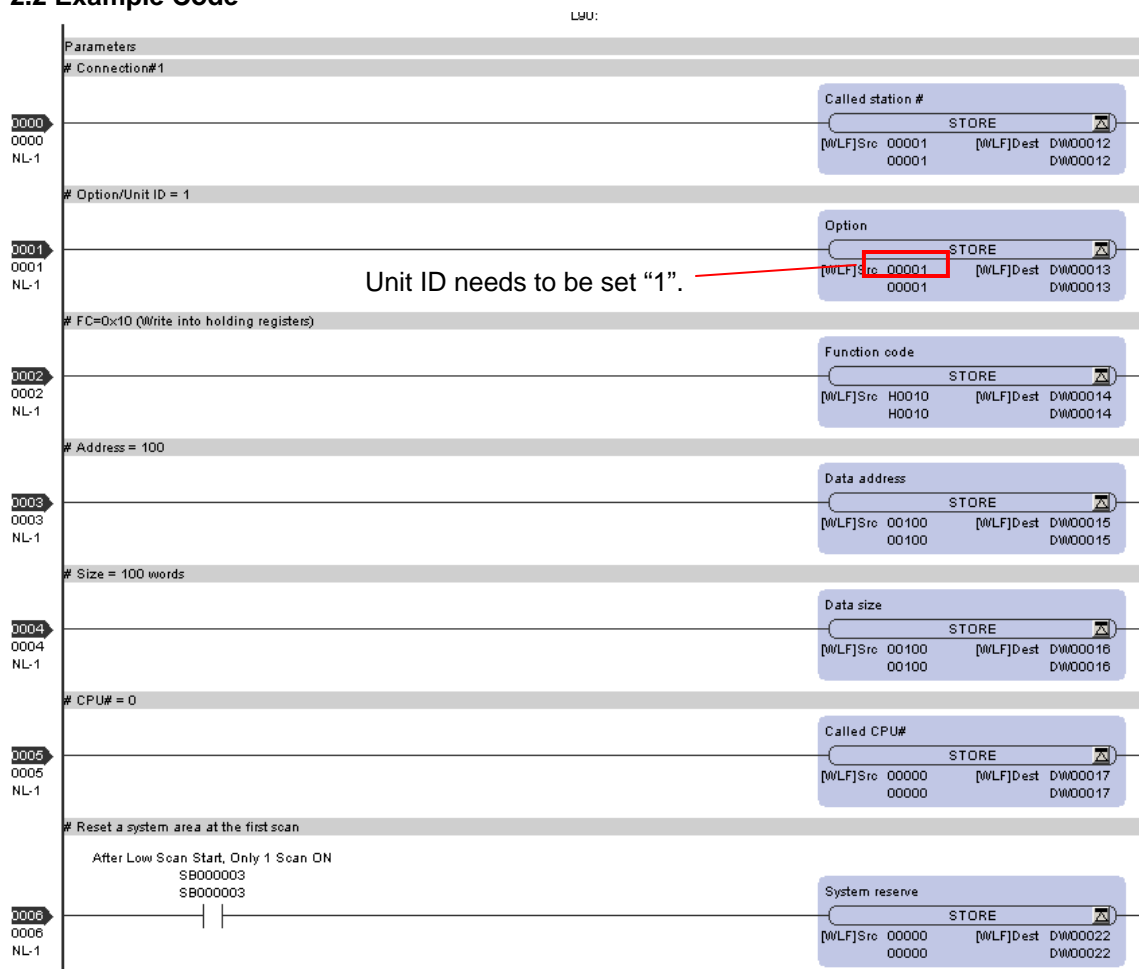 2.2 Example Code
Parameters
# Connection#1
Called station #
0000
0000
NL-1
STORE
[WLF]Src 00001 [WLF]Dest DW00012
00001 DW00012
# Option/Unit ID = 1
Option
0001
0001
NL-1
STORE
[WLF]Src 00001 [WLF]Dest DW00013
00001 DW00013
Unit ID needs to be set “1”.
# FC=0x10 (Write into holding registers)
Function code
0002
0002
NL-1
STORE
[WLF]Src H0010 [WLF]Dest DW00014
H0010 DW00014
# Address = 100
Data address
0003
0003
NL-1
STORE
[WLF]Src 00100 [WLF]Dest DW00015
00100 DW00015
# Size = 100 words
Data size
0004
0004
NL-1
STORE
[WLF]Src 00100 [WLF]Dest DW00016
00100 DW00016
# CPU# = 0
Called CPU#
0005
0005
NL-1
STORE
[WLF]Src 00000 [WLF]Dest DW00017
00000 DW00017
# Reset a system area at the first scan
After Low Scan Start, Only 1 Scan ON
SB000003
SB000003
System reserve
0006
0006
NL-1
STORE
[WLF]Src 00000 [WLF]Dest DW00022
00000 DW00022